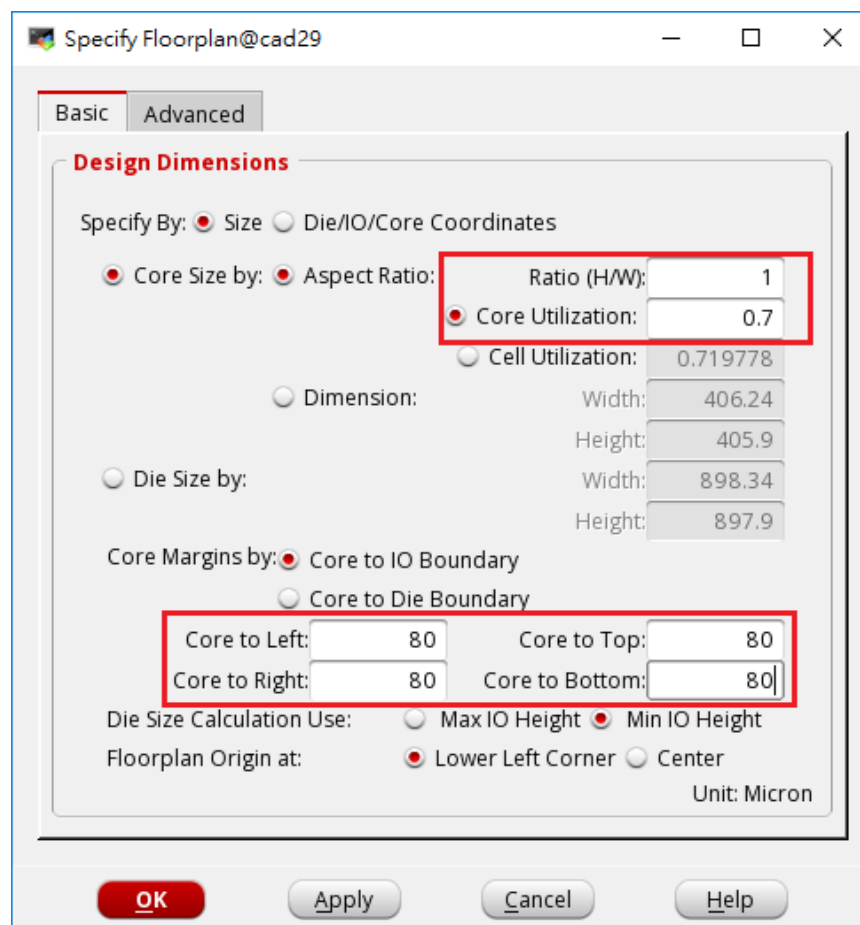 Specify Floorplan@cad29
Basic Advanced
Design Dimensions
Specify By: Size Die/IO/Core Coordinates
Core Size by: Aspect Ratio: Ratio (H/W): 1
Core Utilization: 0.7
Cell Utilization: 0.719778
Dimension: Width: 406.24
Height: 405.9
Die Size by: Width: 898.34
Height: 897.9
Core Margins by: Core to IO Boundary
Core to Die Boundary
Core to Left: 80 Core to Top: 80
Core to Right: 80 Core to Bottom: 80
Die Size Calculation Use: Max IO Height Min IO Height
Floorplan Origin at: Lower Left Corner Center
Unit: Micron
OK Apply Cancel Help